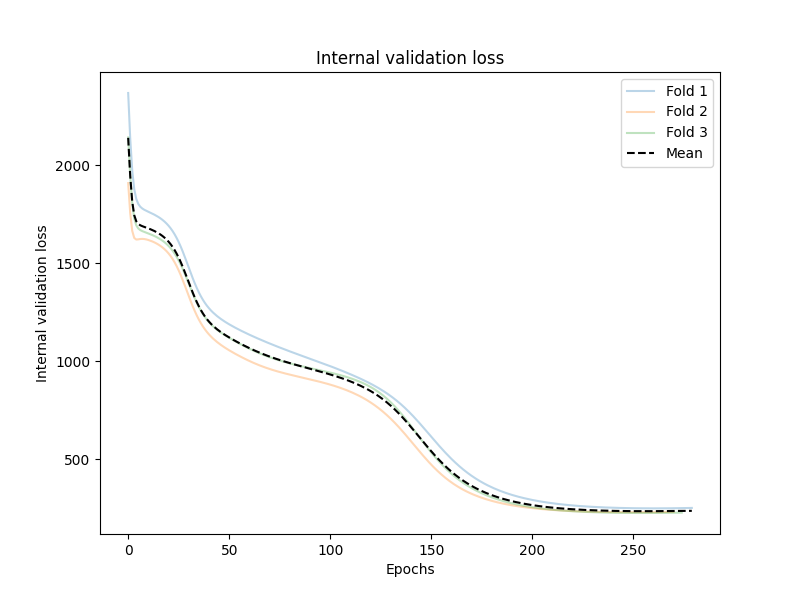 Internal validation loss
Fold 1
Fold 2
Fold 3
Mean
Internal validation loss
2000
1500
1000
500
0
50
100
150
200
250
Epochs